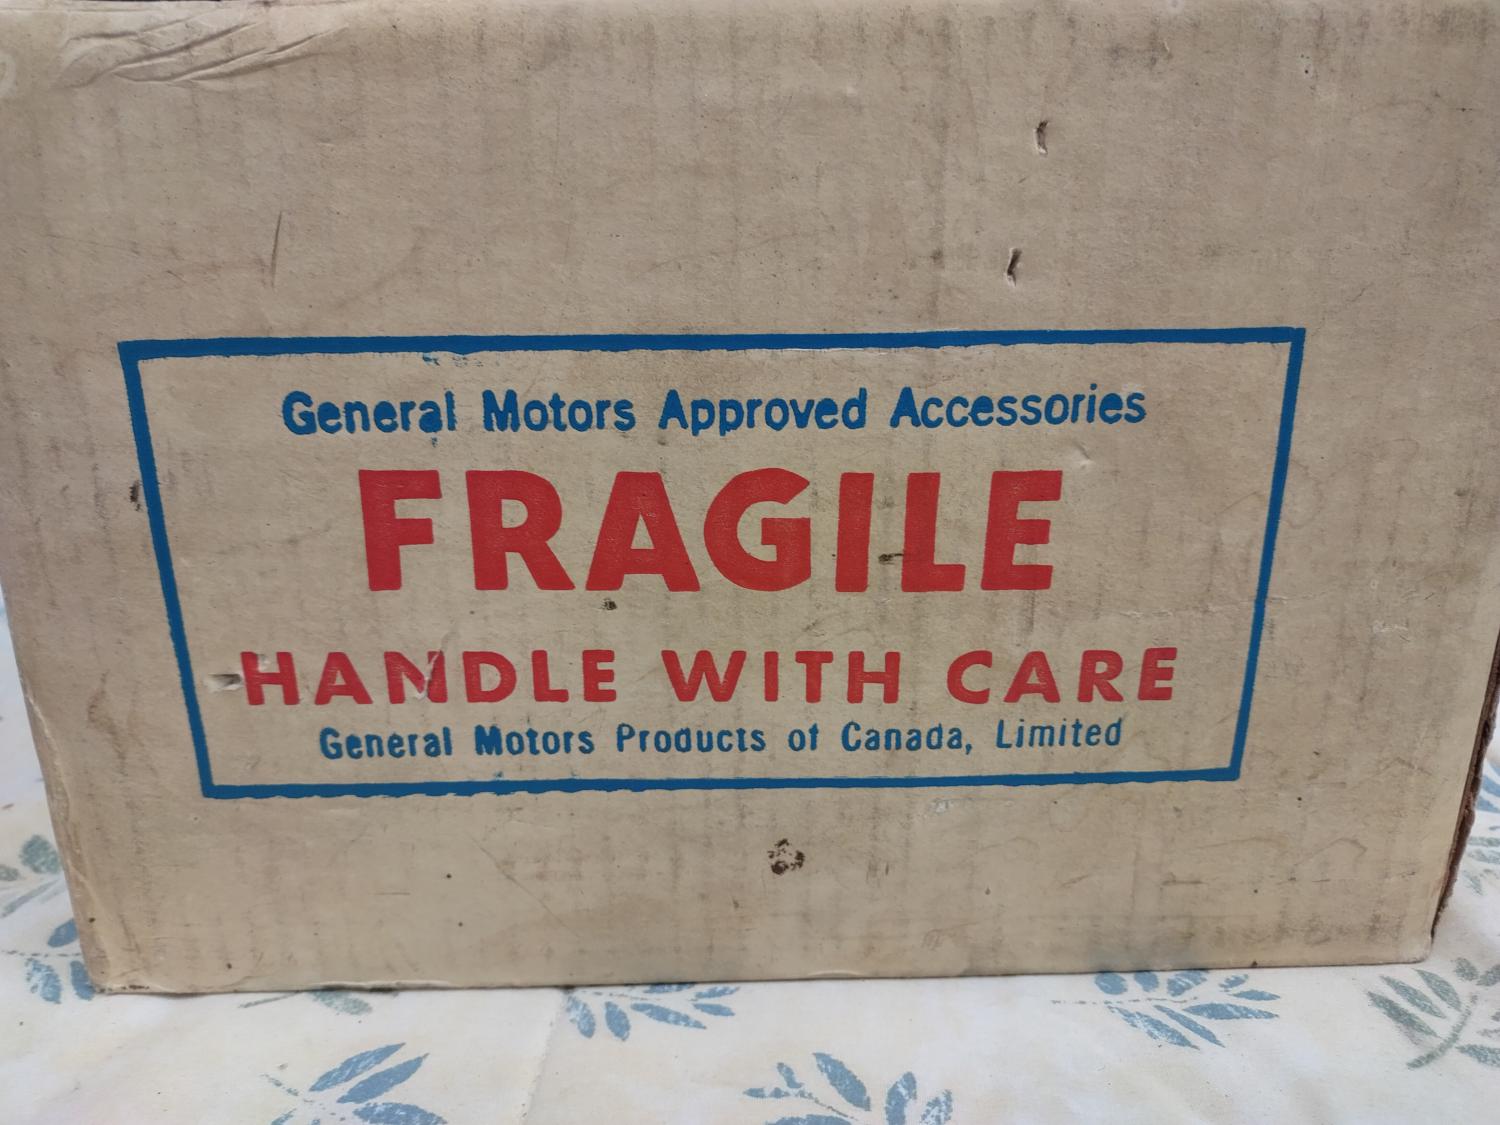 General Motors Approved Accessories
FRAGILE
HANDLE WITH CARE
General Motors Products of Canada, Limited